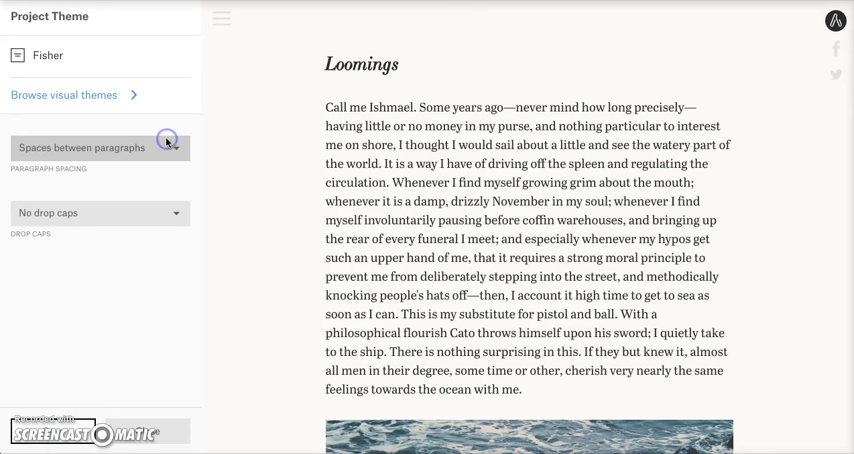 Project Theme
Fisher
Browse visual themes
Spaces between paragraphs
PARAGRAPH SPACING
No drop caps
DROP CAPS
Recorded with
SCREENCAST-O-MATIC
Loomings
Call me Ishmael. Some years ago—never mind how long precisely—
having little or no money in my purse, and nothing particular to interest
me on shore, I thought I would sail about a little and see the watery part of
the world. It is a way I have of driving off the spleen and regulating the
circulation. Whenever I find myself growing grim about the mouth;
whenever it is a damp, drizzly November in my soul; whenever I find
myself involuntarily pausing before coffin warehouses, and bringing up
the rear of every funeral I meet; and especially whenever my hypos get
such an upper hand of me, that it requires a strong moral principle to
prevent me from deliberately stepping into the street, and methodically
knocking people's hats off—then, I account it high time to get to sea as
soon as I can. This is my substitute for pistol and ball. With a
philosophical flourish Cato throws himself upon his sword; I quietly take
to the ship. There is nothing surprising in this. If they but knew it, almost
all men in their degree, some time or other, cherish very nearly the same
feelings towards the ocean with me.